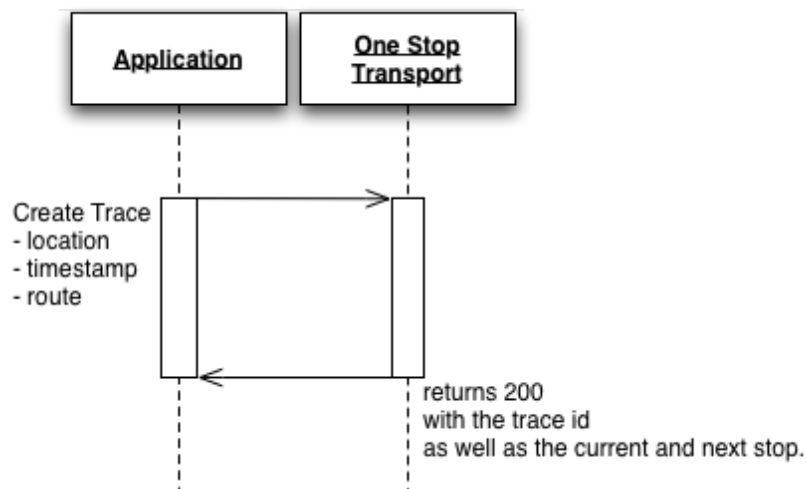 Application
One Stop
Transport
Create Trace
- location
- timestamp
- route
returns 200
with the trace id
as well as the current and next stop.